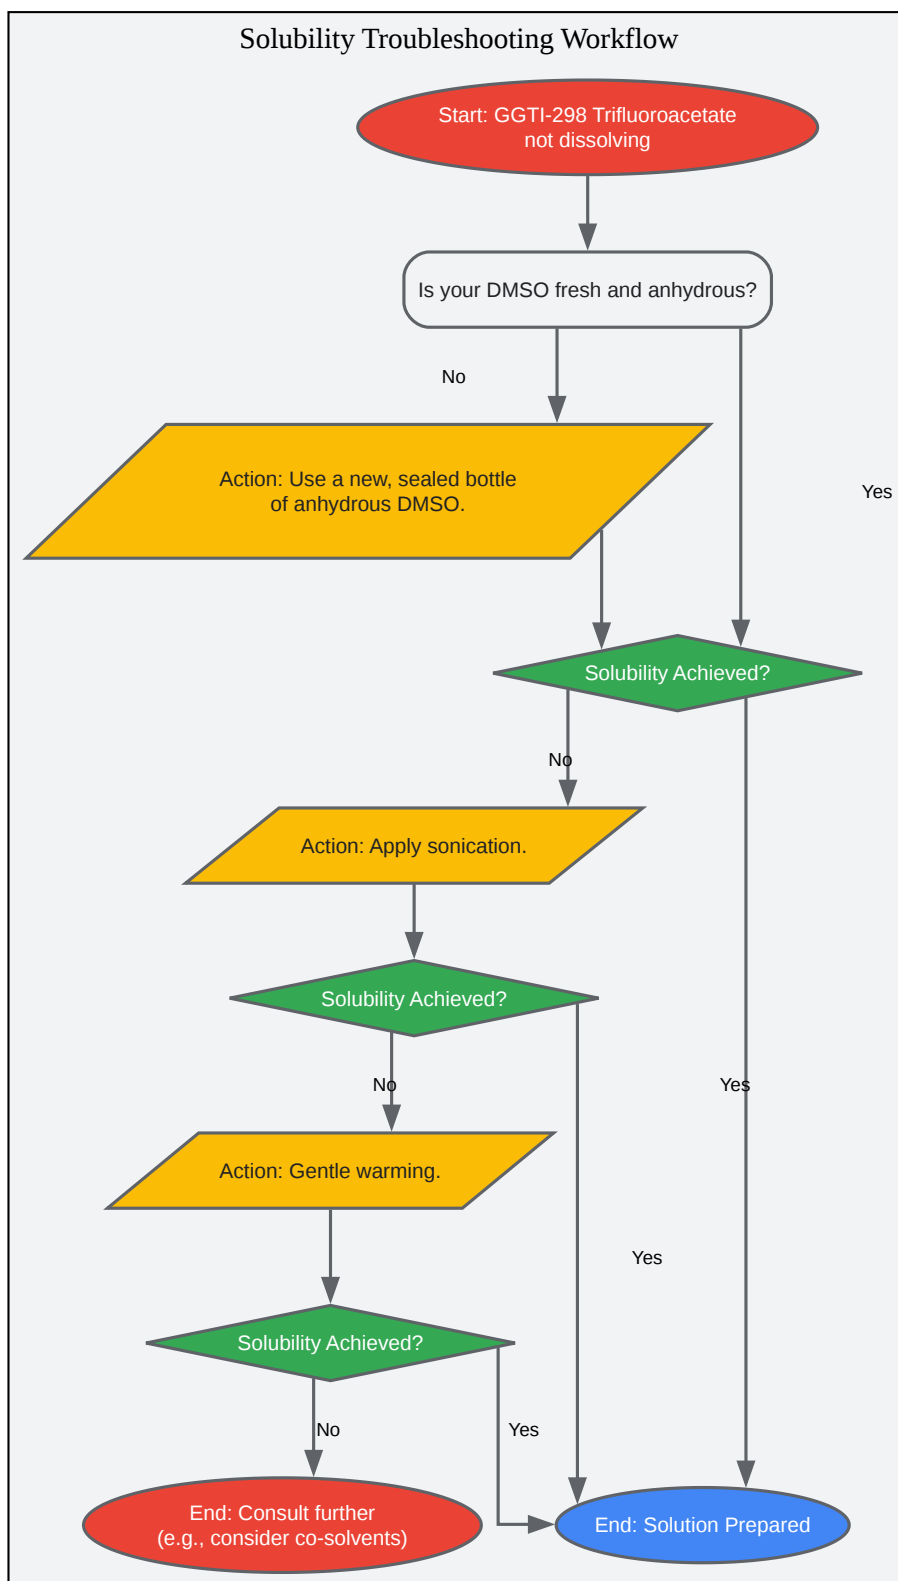 Solubility Troubleshooting Workflow
Start: GGTI-298 Trifluoroacetate
not dissolving
Is your DMSO fresh and anhydrous?
No
Action: Use a new, sealed bottle
of anhydrous DMSO.
Yes
Solubility Achieved?
No
Action: Apply sonication.
Solubility Achieved?
No
Yes
Action: Gentle warming.
Yes
Solubility Achieved?
No
Yes
End: Consult further
(e.g., consider co-solvents)
End: Solution Prepared